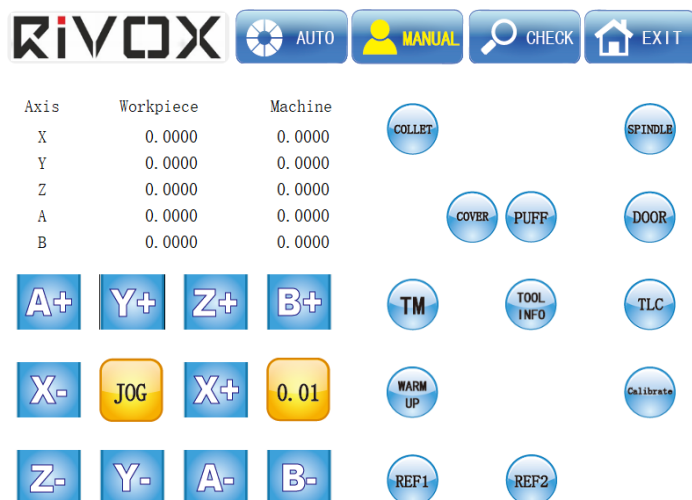 RiVOX AUTO MANUAL CHECK EXIT
Axis Workpiece Machine
X 0.0000 0.0000
Y 0.0000 0.0000
Z 0.0000 0.0000
A 0.0000 0.0000
B 0.0000 0.0000
COLLET SPINDLE
COVER PUFF DOOR
A+ Y+ Z+ B+
TM
TOOL
INFO
TLC
X- JOG X+ 0.01
WARM
UP
Calibrate
Z- Y- A- B-
REF1 REF2